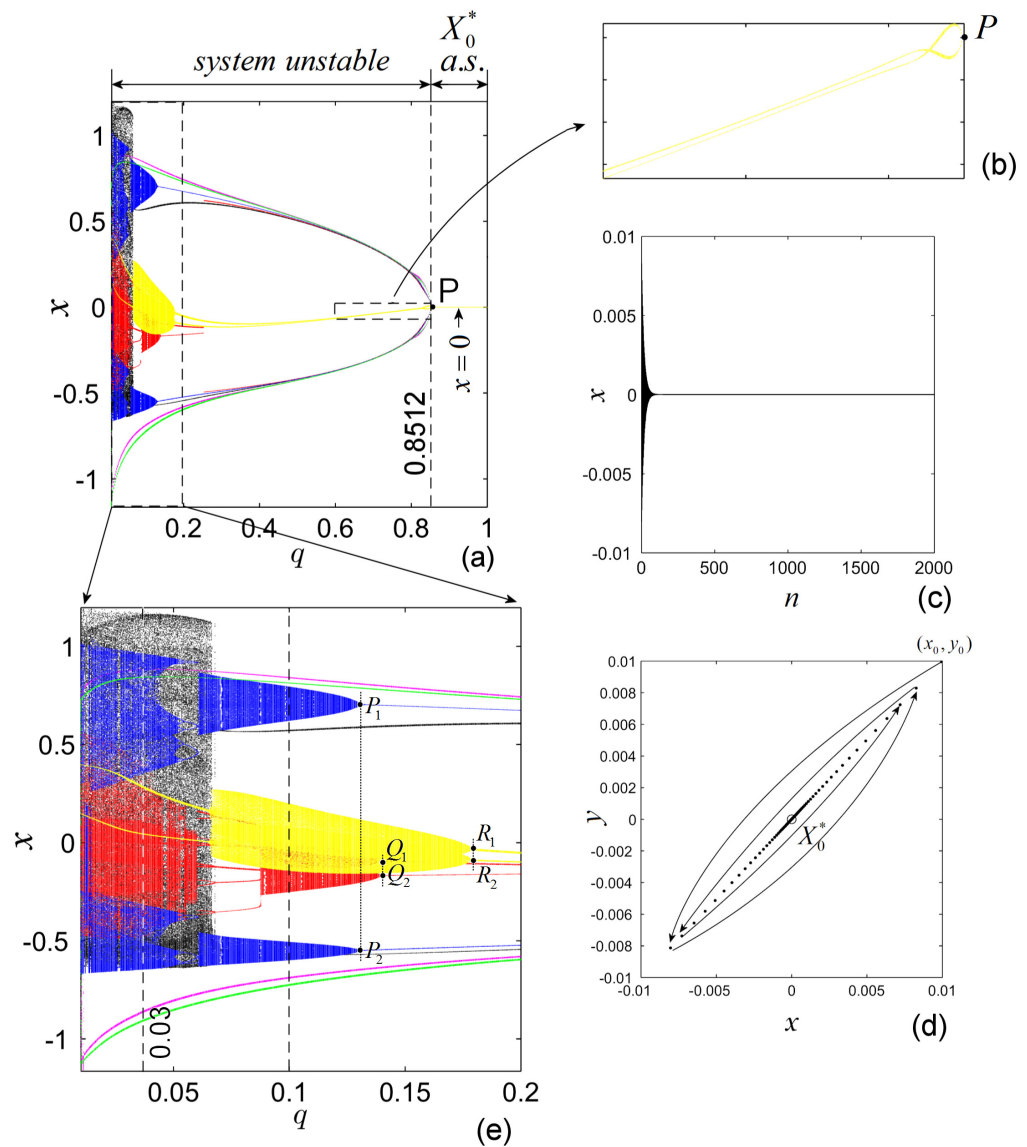 X*0
system unstable
a.s.
1
0.5
0
-0.5
-1
x
P
x = 0
0.8512
0.2
0.4
0.6
0.8
1
q
(a)
P
(b)
0.01
0.005
0
-0.005
-0.01
x
0
500
1000
1500
2000
n
(c)
(x0, y0)
0.01
0.008
0.006
0.004
0.002
0
-0.002
-0.004
-0.006
-0.008
-0.01
y
X*0
-0.01
-0.005
0
0.005
0.01
x
(d)
1
0.5
0
-0.5
-1
x
P1
Q1
Q2
R1
R2
P2
0.03
0.05
0.1
0.15
0.2
q
(e)